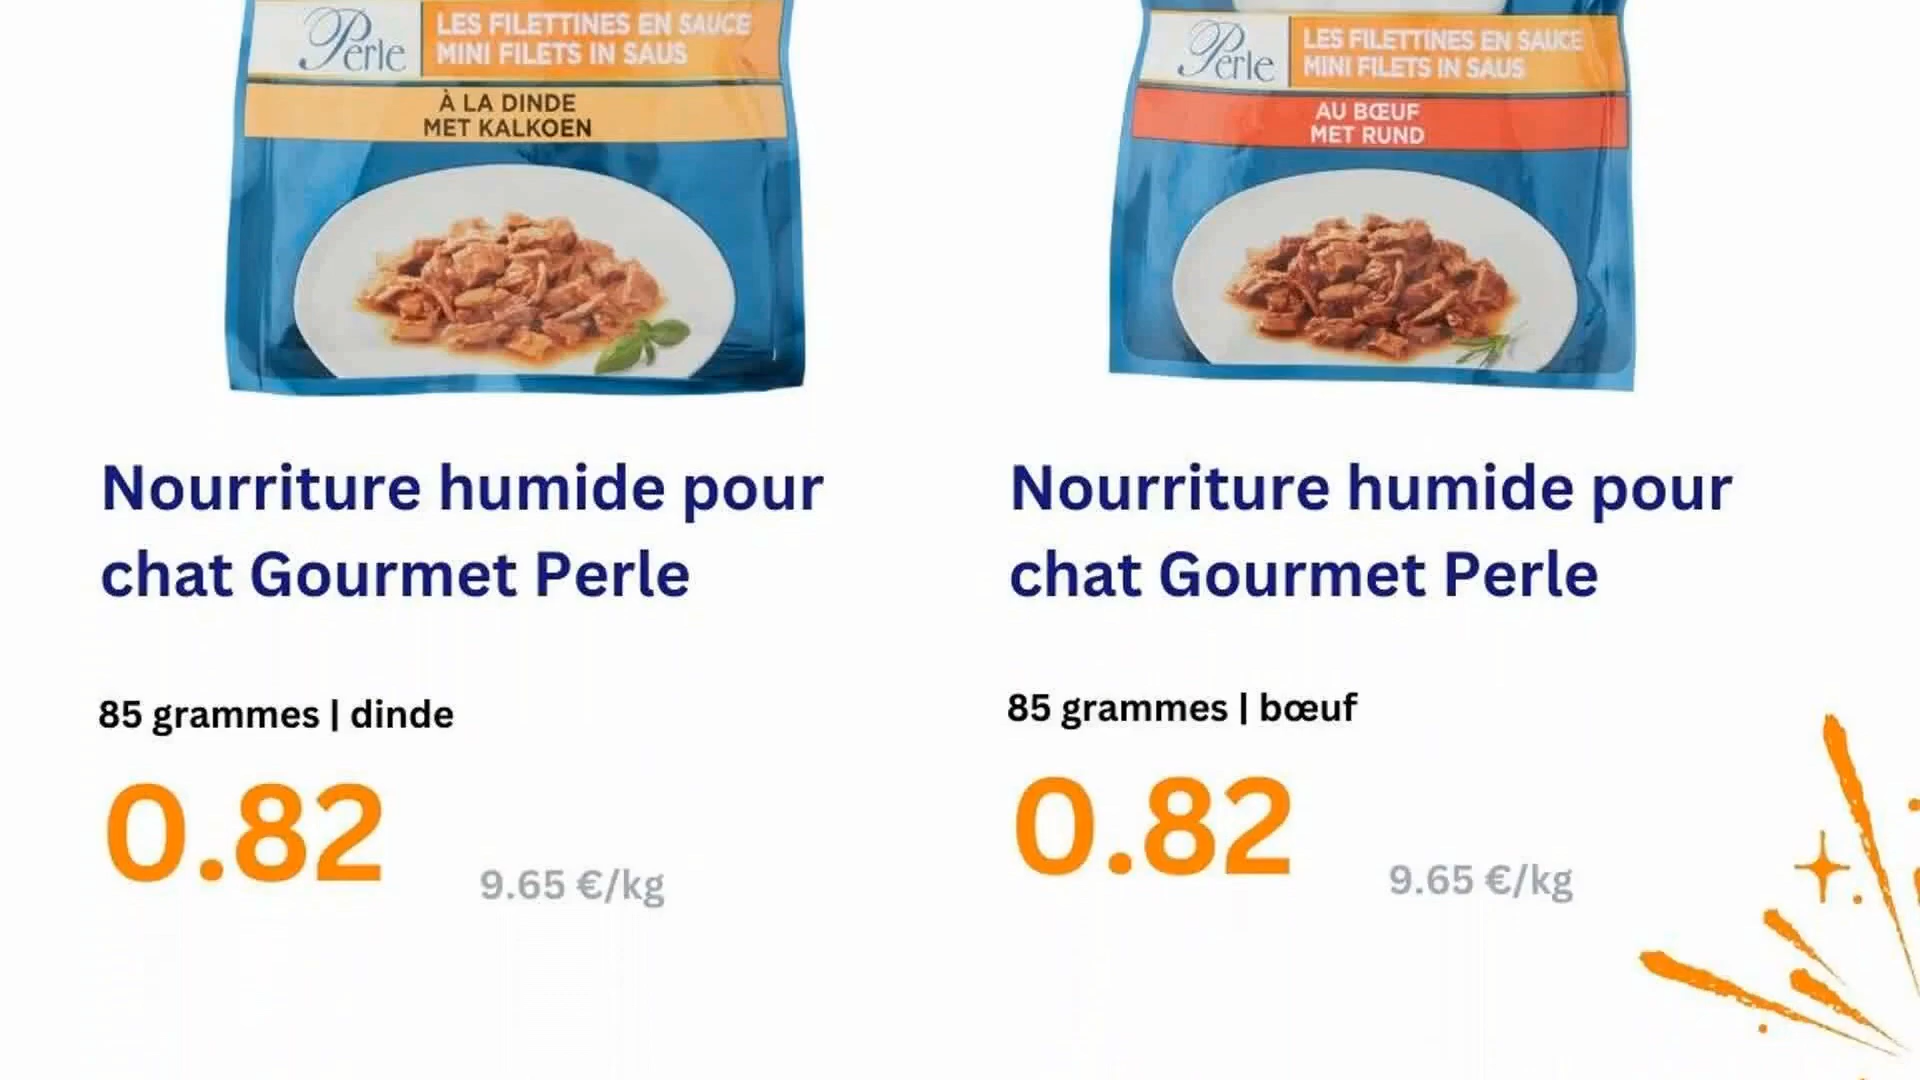 Perle
LES FILETTINES EN SAUCE
MINI FILETS IN SAUS
À LA DINDE
MET KALKOEN
Nourriture humide pour
chat Gourmet Perle
85 grammes | dinde
0.82
9.65 €/kg
Perle
LES FILETTINES EN SAUCE
MINI FILETS IN SAUS
AU BŒUF
MET RUND
Nourriture humide pour
chat Gourmet Perle
85 grammes | bœuf
0.82
9.65 €/kg